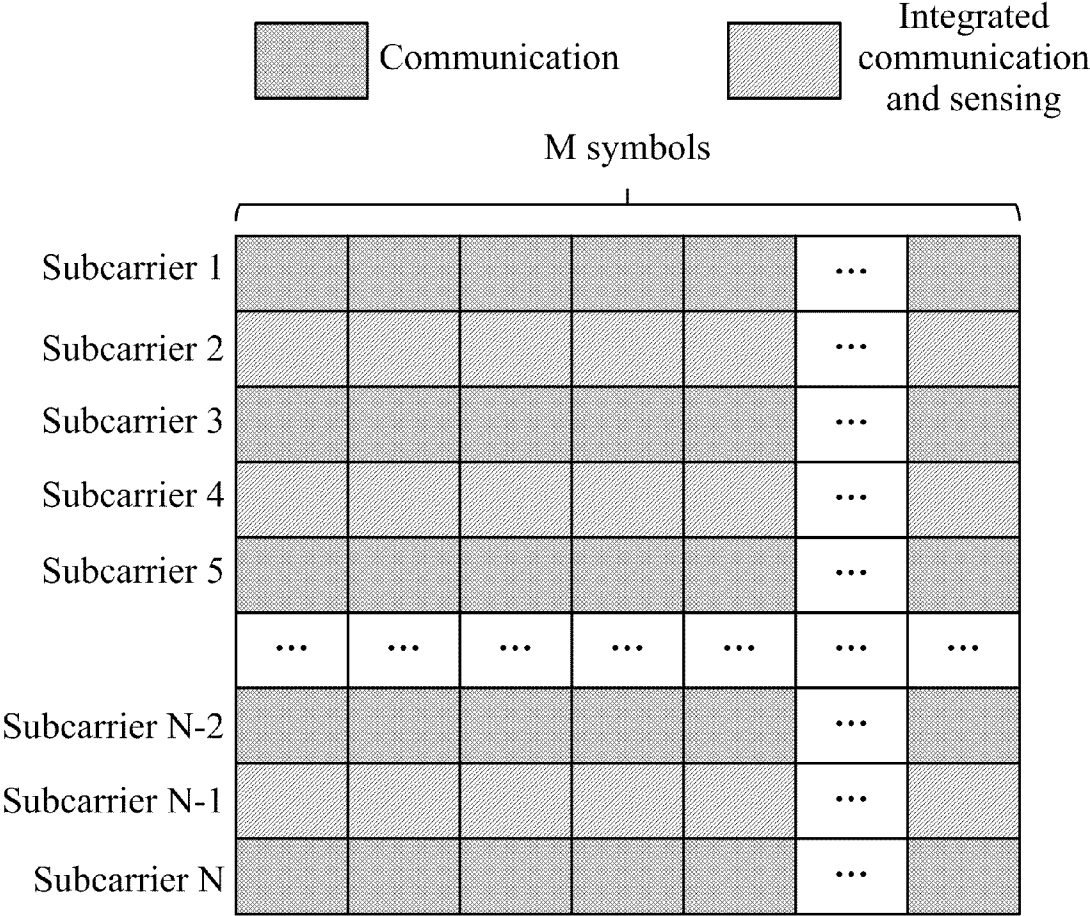 Communication
Integrated
communication
and sensing
M symbols
Subcarrier 1
...
Subcarrier 2
...
Subcarrier 3
...
Subcarrier 4
...
Subcarrier 5
...
... ... ... ... ... ... ...
Subcarrier N-2
...
Subcarrier N-1
...
Subcarrier N
...